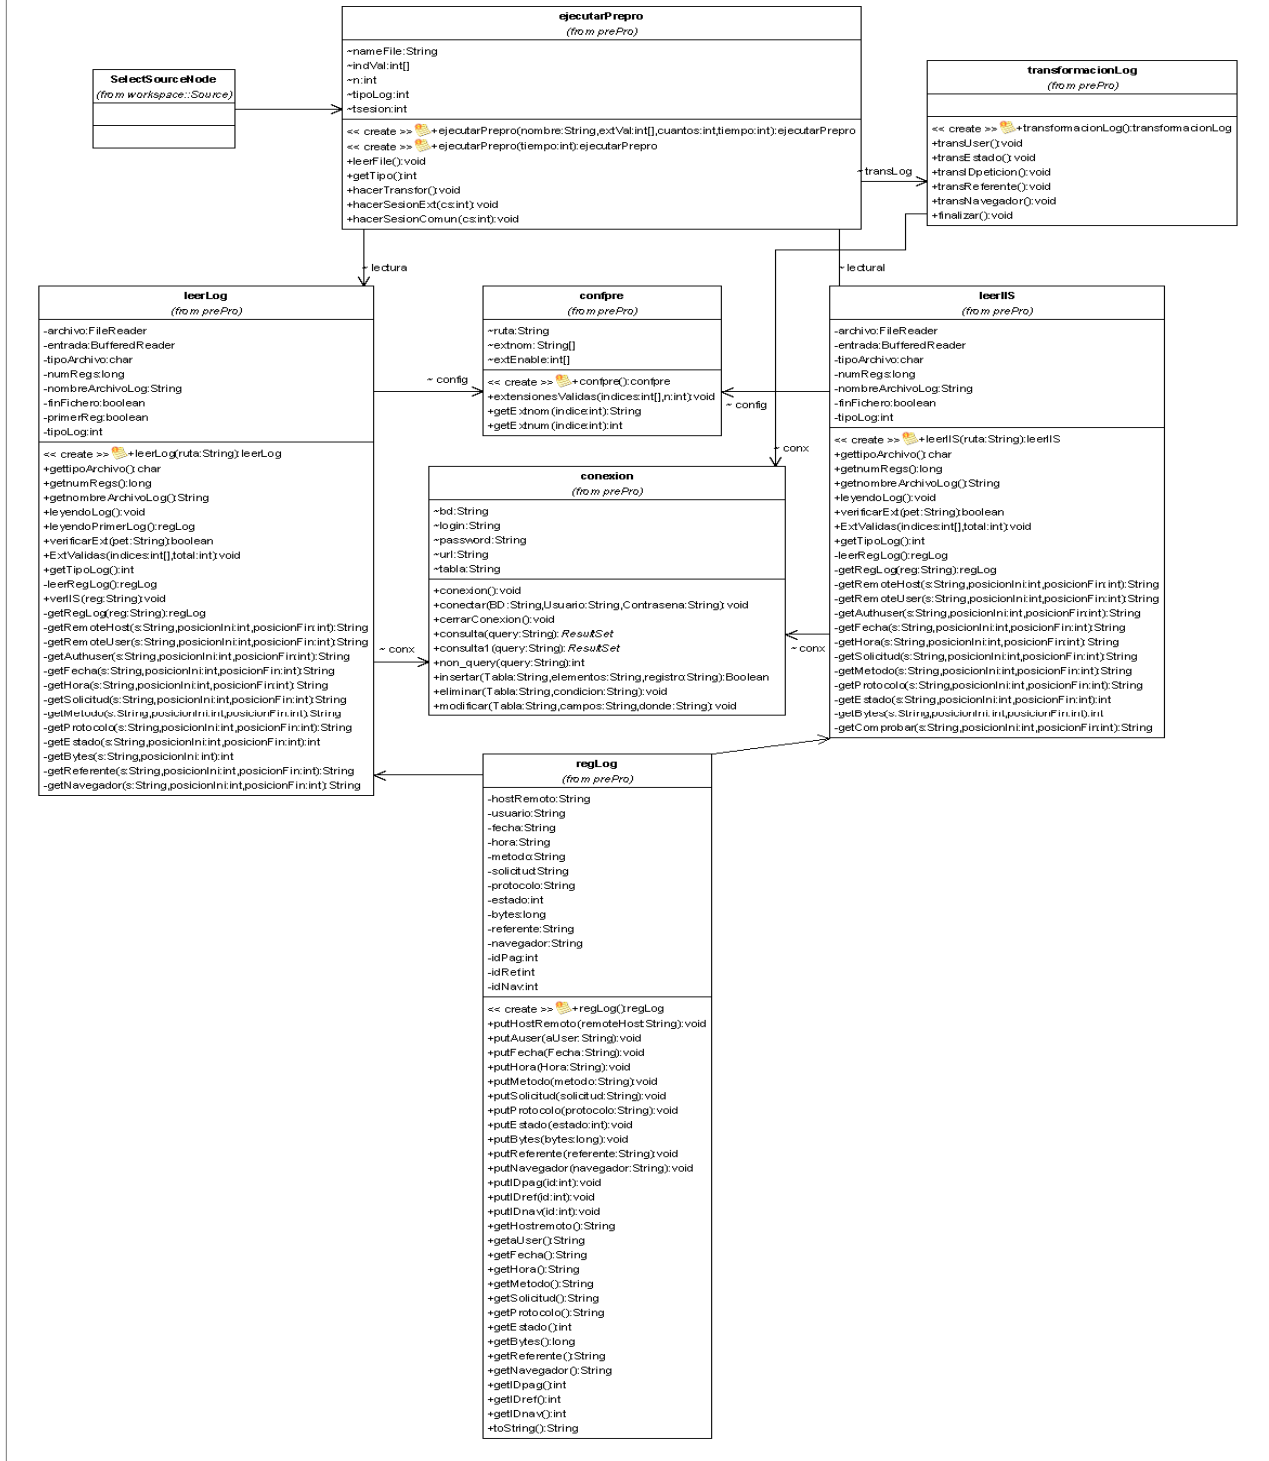 ejecutarPrepro
(from prePro)
~nameFile:String
~indVal:int[]
~n:int
~tipoLog:int
~tsesion:int
<< create >> +ejecutarPrepro(nombre:String,extVal:int[],cuantos:int,tiempo:int):ejecutarPrepro
<< create >> +ejecutarPrepro(tiempo:int):ejecutarPrepro
+leerFile():void
+getTipo():int
+hacerTransfor():void
+hacerSesionExt(cs:int):void
+hacerSesionComun(cs:int):void
SelectSourceNode
(from workspace::Source)
transformacionLog
(from prePro)
<< create >> +transformacionLog():transformacionLog
+transUser():void
+transEstado():void
+transIDpeticion():void
+transReferente():void
+transNavegador():void
+finalizar():void
~transLog
~ lectura
~ lectural
leerLog
(from prePro)
-archivo:FileReader
-entrada:BufferedReader
-tipoArchivo:char
-numRegs:long
-nombreArchivoLog:String
-finFichero:boolean
-primerReg:boolean
-tipoLog:int
<< create >> +leerLog(ruta:String):leerLog
+gettipoArchivo():char
+getnumRegs():long
+getnombreArchivoLog():String
+leyendoLog():void
+leyendoPrimerLog():regLog
+verificarExt(pet:String):boolean
+ExtValidas(indices:int[],total:int):void
+getTipoLog():int
-leerRegLog():regLog
+verIIS(reg:String):void
-getRegLog(reg:String):regLog
-getRemoteHost(s:String,posicionIni:int,posicionFin:int):String
-getRemoteUser(s:String,posicionIni:int,posicionFin:int):String
-getAuthuser(s:String,posicionIni:int,posicionFin:int):String
-getFecha(s:String,posicionIni:int,posicionFin:int):String
-getHora(s:String,posicionIni:int,posicionFin:int):String
-getSolicitud(s:String,posicionIni:int,posicionFin:int):String
-getMetodo(s:String,posicionIni:int,posicionFin:int):String
-getProtocolo(s:String,posicionIni:int,posicionFin:int):String
-getEstado(s:String,posicionIni:int,posicionFin:int):int
-getBytes(s:String,posicionIni:int):int
-getReferente(s:String,posicionIni:int,posicionFin:int):String
-getNavegador(s:String,posicionIni:int,posicionFin:int):String
~ config
confpre
(from prePro)
~ruta:String
~extnom:String[]
~extEnable:int[]
<< create >> +confpre():confpre
+extensionesValidas(indices:int[],n:int):void
+getExtnom(indice:int):String
+getExtnum(indice:int):int
~ config
~ conx
leerIIS
(from prePro)
-archivo:FileReader
-entrada:BufferedReader
-tipoArchivo:char
-numRegs:long
-nombreArchivoLog:String
-finFichero:boolean
-tipoLog:int
<< create >> +leerIIS(ruta:String):leerIIS
+gettipoArchivo():char
+getnumRegs():long
+getnombreArchivoLog():String
+leyendoLog():void
+verificarExt(pet:String):boolean
+ExtValidas(indices:int[],total:int):void
+getTipoLog():int
-leerRegLog():regLog
-getRegLog(reg:String):regLog
-getRemoteHost(s:String,posicionIni:int,posicionFin:int):String
-getRemoteUser(s:String,posicionIni:int,posicionFin:int):String
-getAuthuser(s:String,posicionIni:int,posicionFin:int):String
-getFecha(s:String,posicionIni:int,posicionFin:int):String
-getHora(s:String,posicionIni:int,posicionFin:int):String
-getSolicitud(s:String,posicionIni:int,posicionFin:int):String
-getMetodo(s:String,posicionIni:int,posicionFin:int):String
-getProtocolo(s:String,posicionIni:int,posicionFin:int):String
-getEstado(s:String,posicionIni:int,posicionFin:int):int
-getBytes(s:String,posicionIni:int,posicionFin:int):int
-getComprobar(s:String,posicionIni:int,posicionFin:int):String
conexion
(from prePro)
~bd:String
~login:String
~password:String
~url:String
~tabla:String
+conexion():void
+conectar(BD:String,Usuario:String,Contrasena:String):void
+cerrarConexion():void
+consulta(query:String):ResultSet
+consulta1(query:String):ResultSet
+non_query(query:String):int
+insertar(Tabla:String,elementos:String,registro:String):Boolean
+eliminar(Tabla:String,condicion:String):void
+modificar(Tabla:String,campos:String,donde:String):void
~ conx
~ conx
regLog
(from prePro)
-hostRemoto:String
-usuario:String
-fecha:String
-hora:String
-metodo:String
-solicitud:String
-protocolo:String
-estado:int
-bytes:long
-referente:String
-navegador:String
-idPag:int
-idRef:int
-idNav:int
<< create >> +regLog():regLog
+putHostRemoto(remoteHost:String):void
+putAuser(aUser:String):void
+putFecha(Fecha:String):void
+putHora(Hora:String):void
+putMetodo(metodo:String):void
+putSolicitud(solicitud:String):void
+putProtocolo(protocolo:String):void
+putEstado(estado:int):void
+putBytes(bytes:long):void
+putReferente(referente:String):void
+putNavegador(navegador:String):void
+putIDpag(id:int):void
+putIDref(id:int):void
+putIDnav(id:int):void
+getHostremoto():String
+getaUser():String
+getFecha():String
+getHora():String
+getMetodo():String
+getSolicitud():String
+getProtocolo():String
+getEstado():int
+getBytes():long
+getReferente():String
+getNavegador():String
+getIDpag():int
+getIDref():int
+getIDnav():int
+toString():String